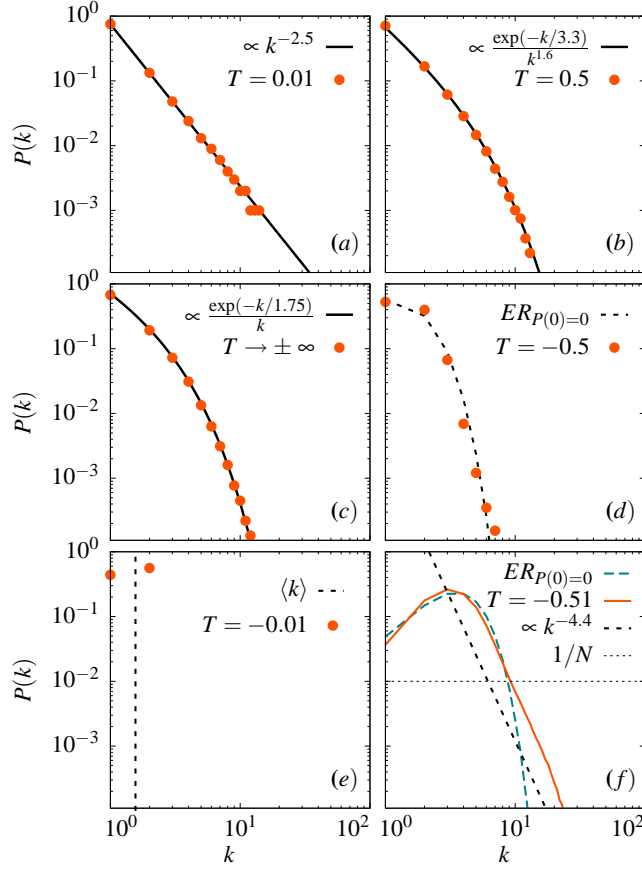 10^0
10^-1
10^-2
10^-3
10^0
P(k)
∝ k^-2.5
T = 0.01
(a)
∝ exp(-k/3.3)/k^1.6
T = 0.5
(b)
10^-1
10^-2
10^-3
10^0
P(k)
∝ exp(-k/1.75)/k
T → ± ∞
(c)
ER_P(0)=0
T = -0.5
(d)
10^-1
10^-2
10^-3
P(k)
⟨k⟩
T = -0.01
(e)
ER_P(0)=0
T = -0.51
∝ k^-4.4
1/N
(f)
10^0 10^1 10^2 10^0 10^1 10^2
k k